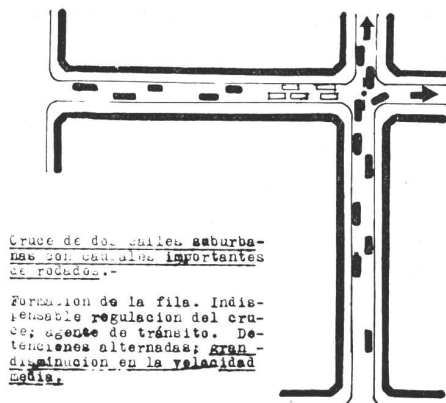 Cruce de dos calles suburba-
nas con caudales importantes
de rodados.-
Formacion de la fila. Indis-
pensable regulacion del cru-
ce; agente de tránsito. De-
tenciones alternadas; gran
disminucion en la velocidad
media.